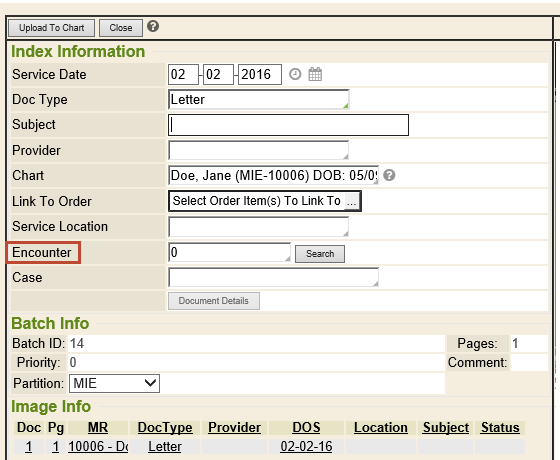 Upload To Chart Close ?
Index Information
Service Date 02 - 02 - 2016
Doc Type Letter
Subject
Provider
Chart Doe, Jane (MIE-10006) DOB: 05/0 ?
Link To Order Select Order Item(s) To Link To ...
Service Location
Encounter 0 Search
Case
Document Details
Batch Info
Batch ID: 14 Pages: 1
Priority: 0 Comment:
Partition: MIE
Image Info
Doc Pg MR DocType Provider DOS Location Subject Status
1 1 10006 - Do Letter 02-02-16